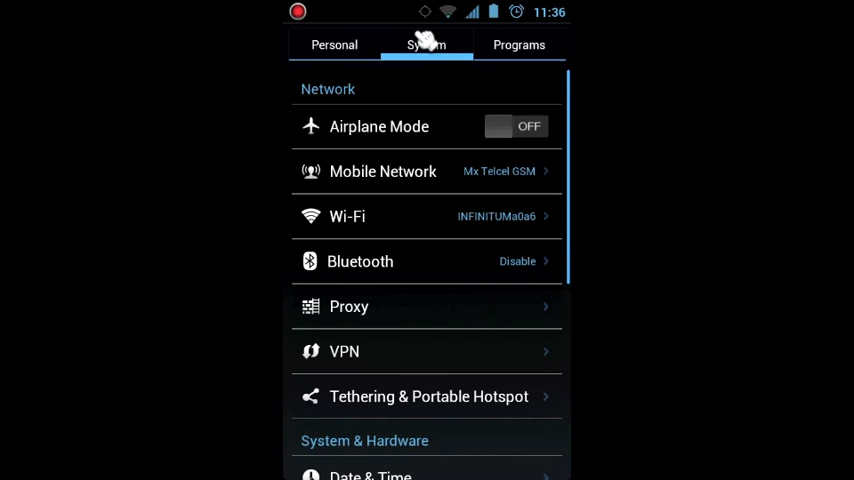 11:36
Personal
System
Programs
Network
Airplane Mode OFF
Mobile Network Mx Telcel GSM
Wi-Fi INFINITUMa0a6
Bluetooth Disable
Proxy
VPN
Tethering & Portable Hotspot
System & Hardware
Date & Time